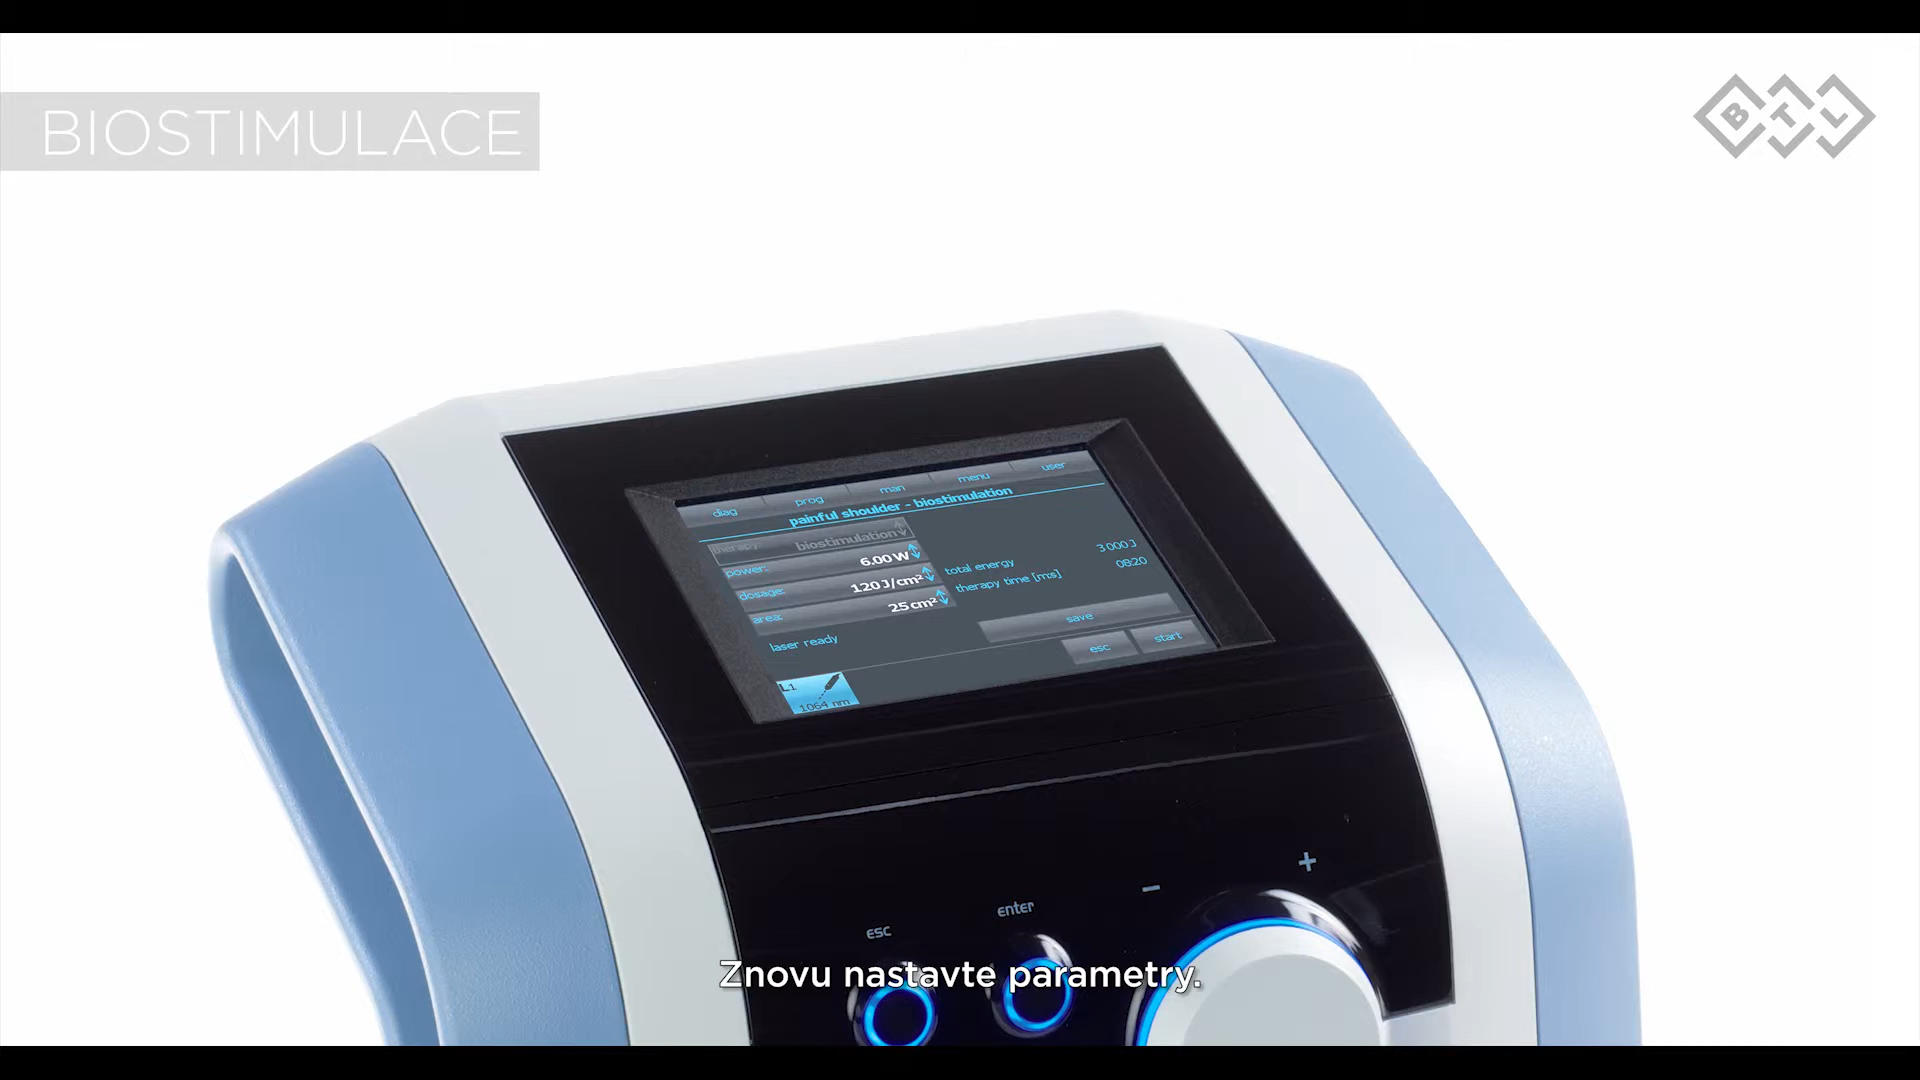 BIOSTIMULACE
BTL
diag prog man menu user
painful shoulder - biostimulation
therapy: biostimulation
power: 6.00 W
dosage: 120 J/cm²
area: 25 cm²
total energy 3 000 J
therapy time [m:s] 08:20
laser ready
save
esc start
L1
1064 nm
- +
esc enter
Znovu nastavte parametry.